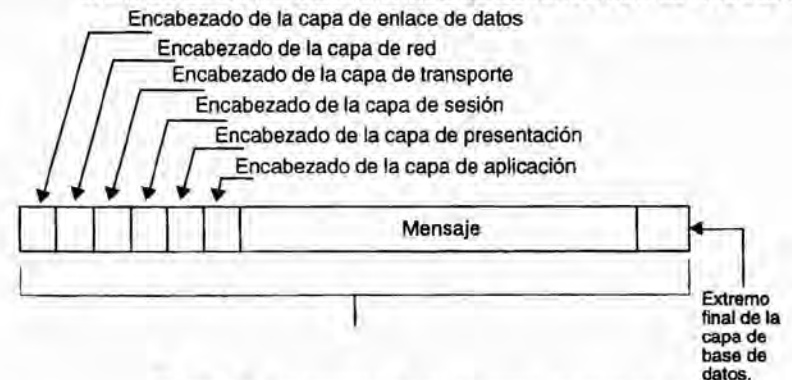 Encabezado de la capa de enlace de datos
Encabezado de la capa de red
Encabezado de la capa de transporte
Encabezado de la capa de sesión
Encabezado de la capa de presentación
Encabezado de la capa de aplicación
Mensaje
Extremo
final de la
capa de
base de
datos.